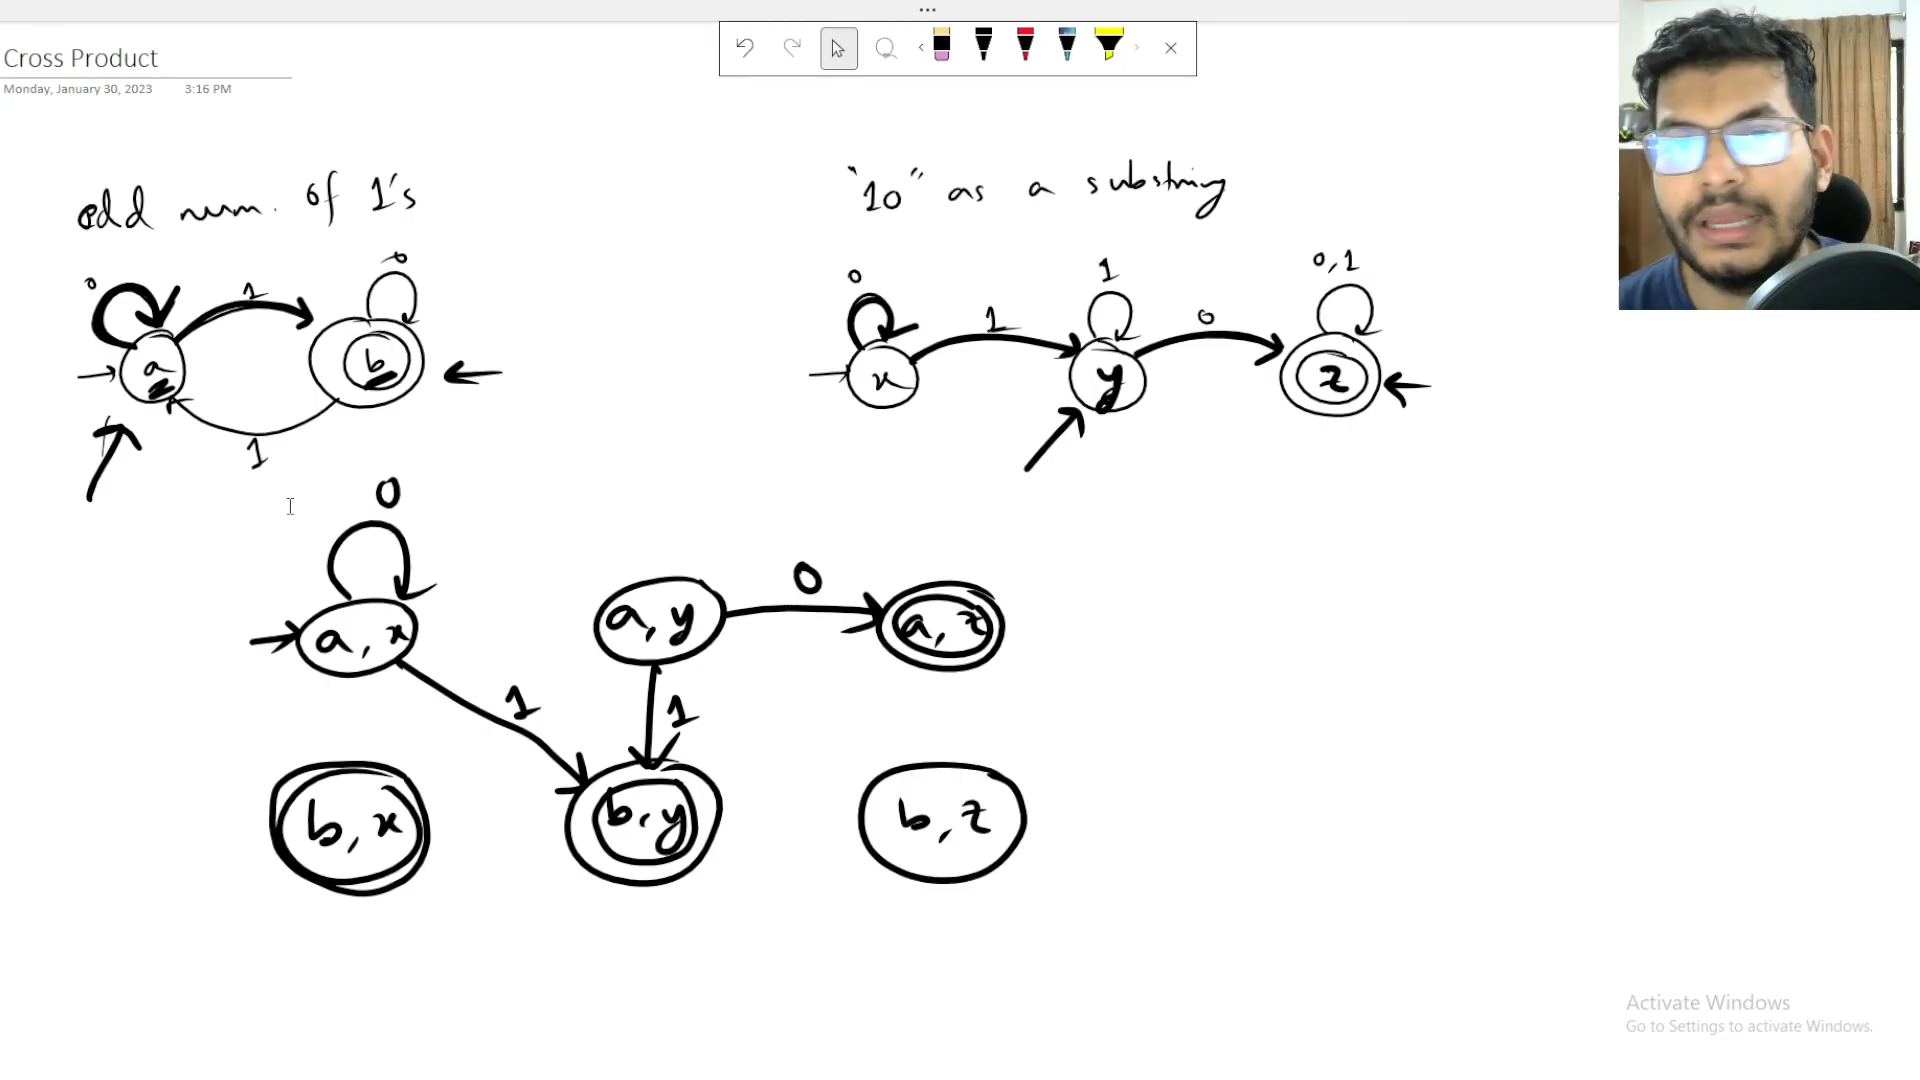 Cross Product
Monday, January 30, 2023 3:16 PM
odd num. of 1's
"10" as a substring
0
1
0
a
b
1
0
1
1
0
0,1
x
y
z
0
a, x
1
a, y
0
a, z
1
b, x
b, y
b, z
Activate Windows
Go to Settings to activate Windows.